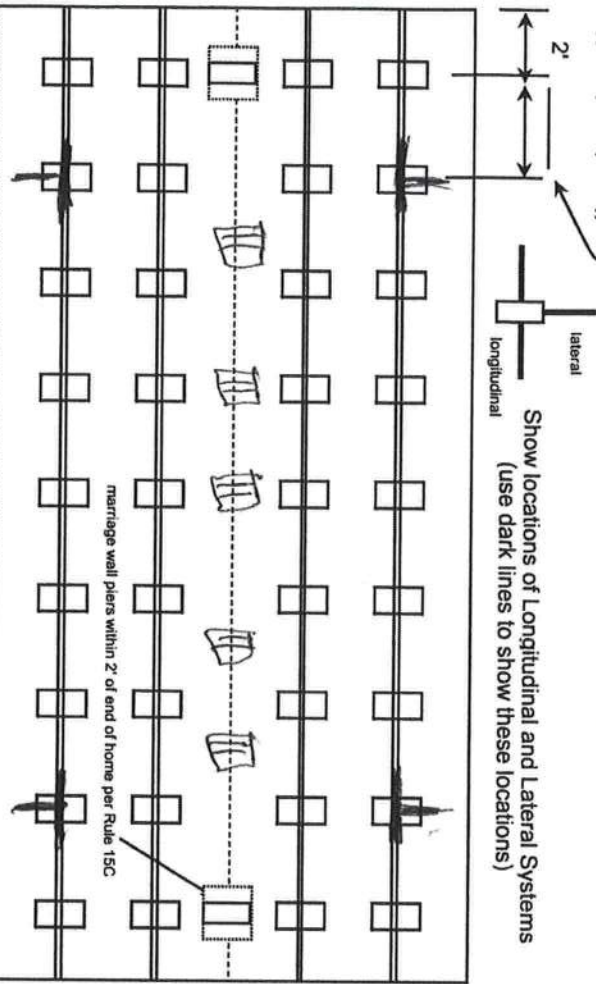 2'
lateral
longitudinal
Show locations of Longitudinal and Lateral Systems
(use dark lines to show these locations)
marriage wall piers within 2' of end of home per Rule 15C